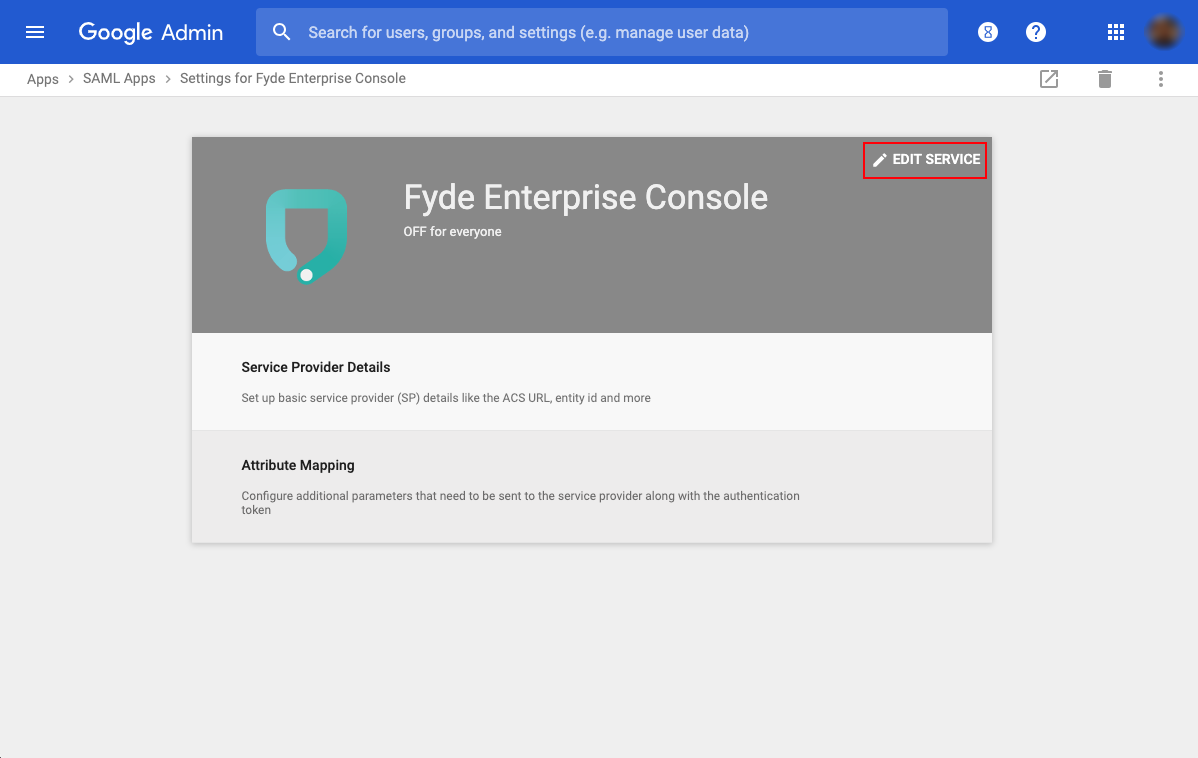 Google Admin
Search for users, groups, and settings (e.g. manage user data)
Apps > SAML Apps > Settings for Fyde Enterprise Console
EDIT SERVICE
Fyde Enterprise Console
OFF for everyone
Service Provider Details
Set up basic service provider (SP) details like the ACS URL, entity id and more
Attribute Mapping
Configure additional parameters that need to be sent to the service provider along with the authentication
token